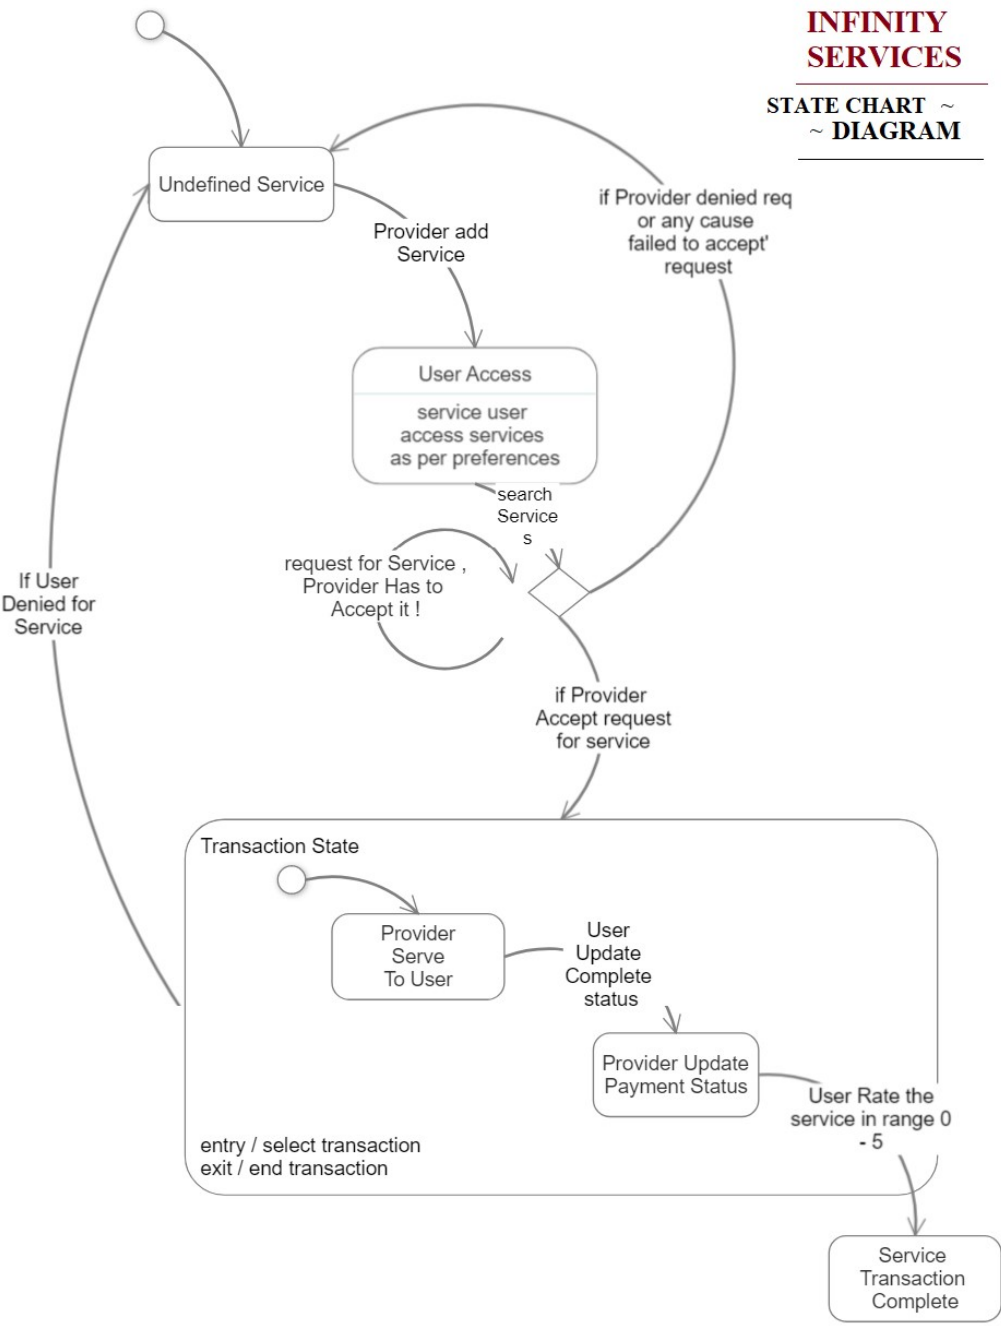 INFINITY
SERVICES
STATE CHART ~
~ DIAGRAM
Undefined Service
Provider add
Service
if Provider denied req
or any cause
failed to accept'
request
User Access
service user
access services
as per preferences
search
Service
s
request for Service ,
Provider Has to
Accept it !
If User
Denied for
Service
if Provider
Accept request
for service
Transaction State
Provider
Serve
To User
User
Update
Complete
status
Provider Update
Payment Status
User Rate the
service in range 0
- 5
entry / select transaction
exit / end transaction
Service
Transaction
Complete